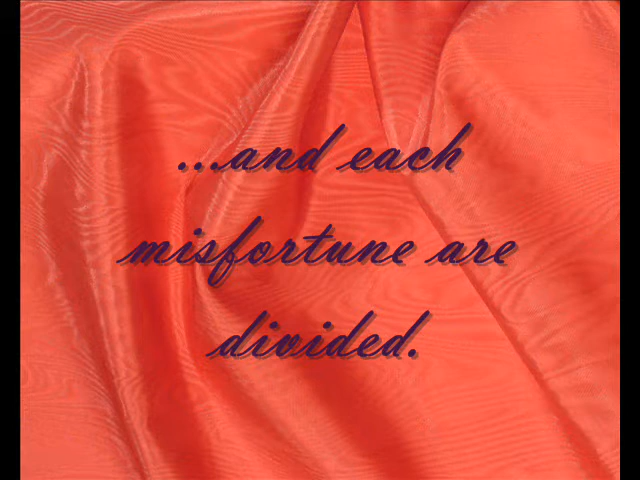 ...and each
misfortune are
divided.